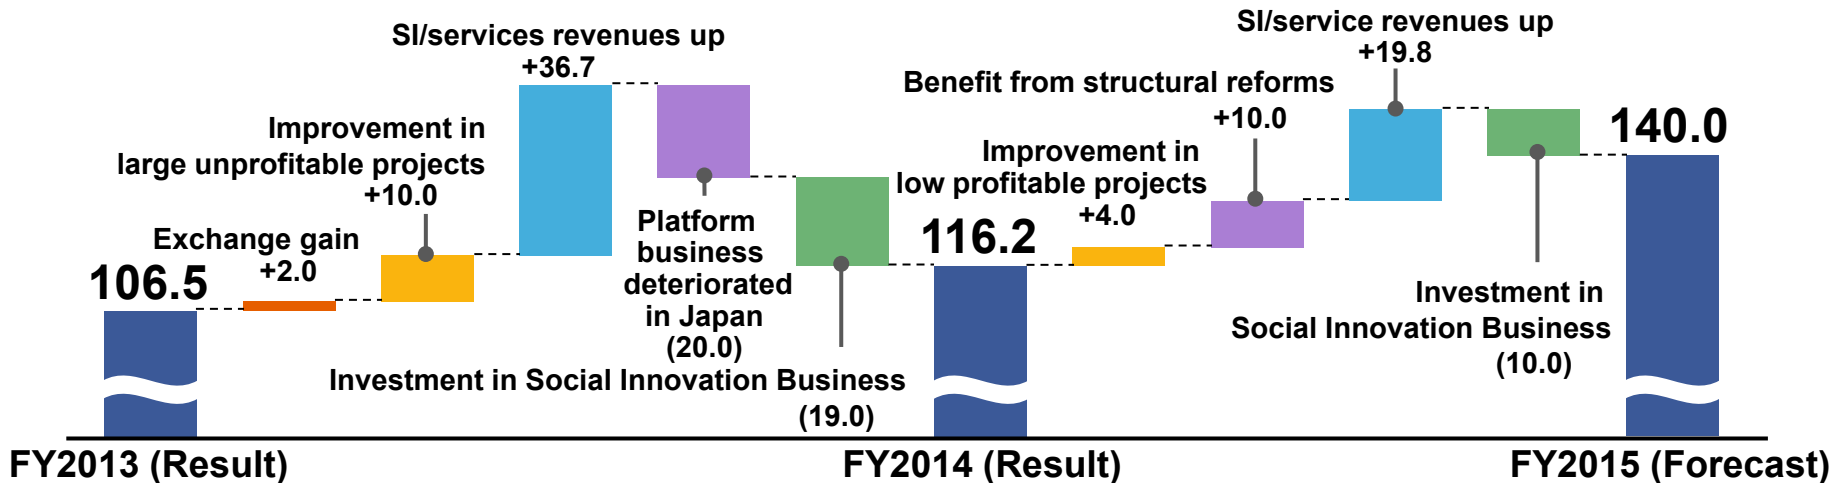 SI/services revenues up
+36.7
Improvement in
large unprofitable projects
+10.0
Exchange gain
+2.0
106.5
Platform
business
deteriorated
in Japan
(20.0)
Investment in Social Innovation Business
(19.0)
116.2
Improvement in
low profitable projects
+4.0
Benefit from structural reforms
+10.0
SI/service revenues up
+19.8
Investment in
Social Innovation Business
(10.0)
140.0
FY2013 (Result)
FY2014 (Result)
FY2015 (Forecast)